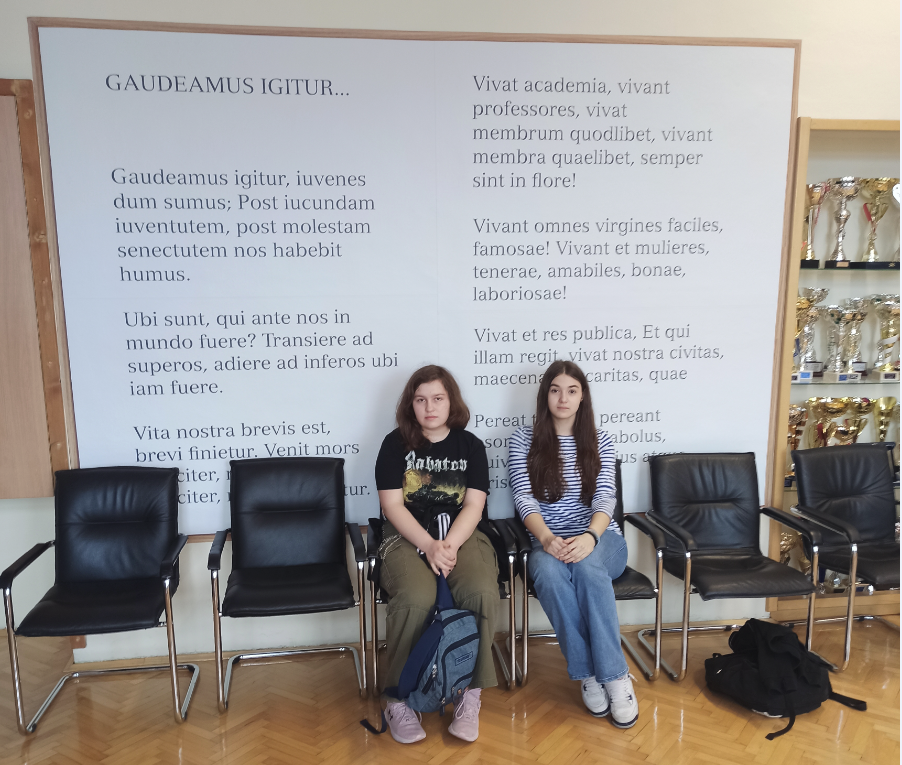 GAUDEAMUS IGITUR...
Gaudeamus igitur, iuvenes
dum sumus; Post iucundam
iuventutem, post molestam
senectutem nos habebit
humus.
Ubi sunt, qui ante nos in
mundo fuere? Transiere ad
superos, adiere ad inferos ubi
iam fuere.
Vita nostra brevis est,
brevi finietur. Venit mors
Vivat academia, vivant
professores, vivat
membrum quodlibet, vivant
membra quaelibet, semper
sint in flore!
Vivant omnes virgines faciles,
famosae! Vivant et mulieres,
tenerae, amabiles, bonae,
laboriosae!
Vivat et res publica, Et qui
illam regit, vivat nostra civitas,
quae
Pereat pereant
Sabaton